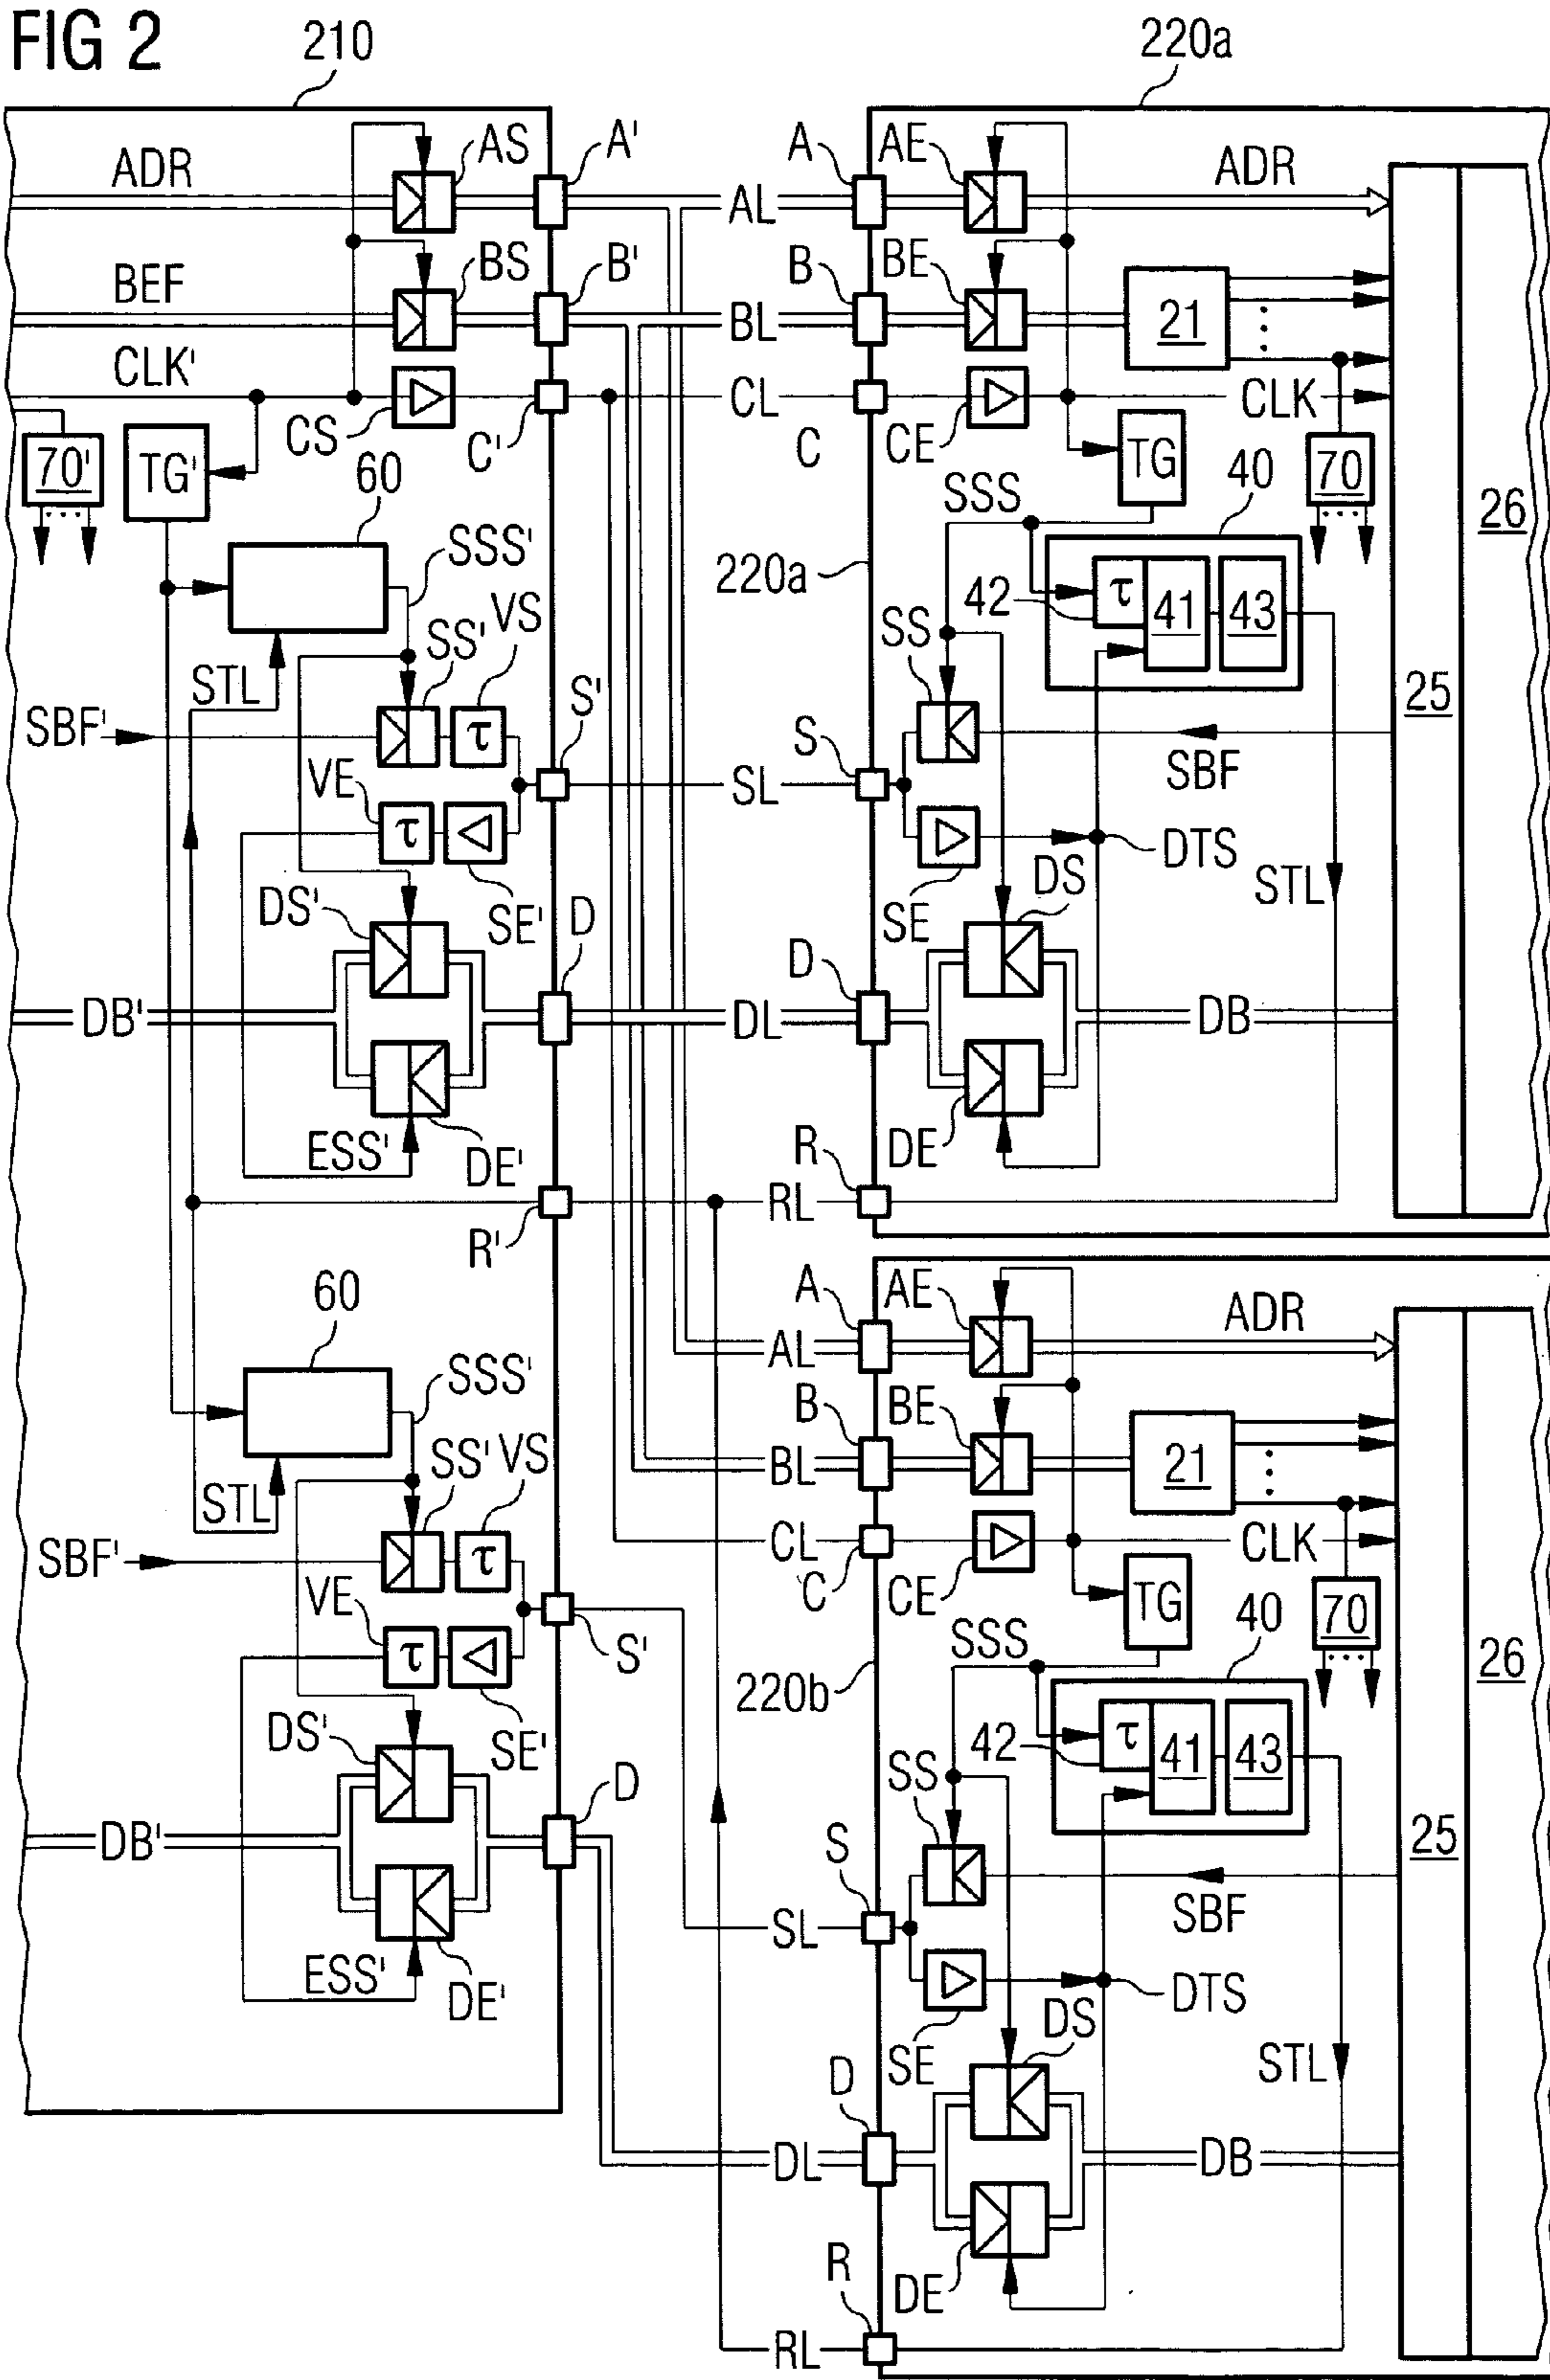 FIG 2
210
220a
ADR
AS
A'
A
AE
ADR
AL
BEF
BS
B'
B
BE
BL
21
CLK'
CS
C'
CL
C
CE
CLK
70'
TG'
60
TG
40
70
26
SSS
SSS'
220a
42
τ
41
43
VS
SS'
SS
STL
25
SBF'
τ
S'
S
SBF
SL
VE
τ
DTS
SE'
SE
DS
STL
DS'
D
D
DB'
DL
DB
ESS'
DE'
DE
R
RL
R'
60
A
AE
ADR
AL
SSS'
B
BE
BL
21
SS'
VS
STL
SBF'
τ
CL
C
CE
CLK
TG
VE
τ
S'
SSS
40
70
26
220b
42
τ
41
43
DS'
SE'
SS
D
DB'
S
25
SBF
SL
ESS'
DE'
DTS
SE
DS
STL
D
DL
DB
R
DE
RL